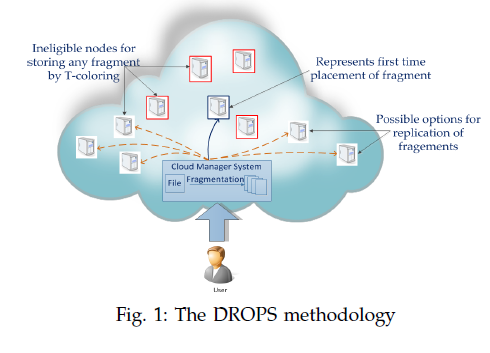 Ineligible nodes for
storing any fragment
by T-coloring
Represents first time
placement of fragment
Possible options for
replication of
fragements
Cloud Manager System
File
Fragmentation
User
Fig. 1: The DROPS methodology